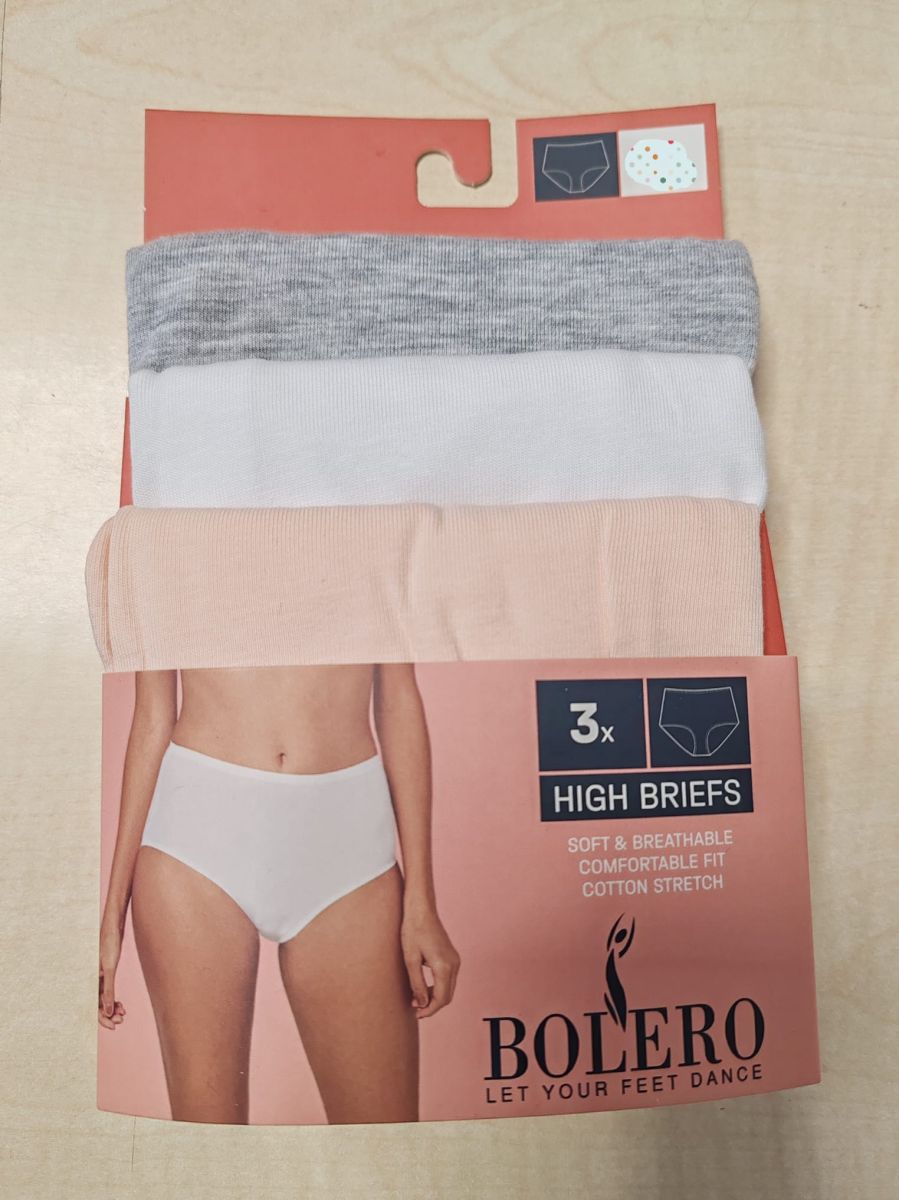 3x
HIGH BRIEFS
SOFT & BREATHABLE
COMFORTABLE FIT
COTTON STRETCH
BOLERO
LET YOUR FEET DANCE